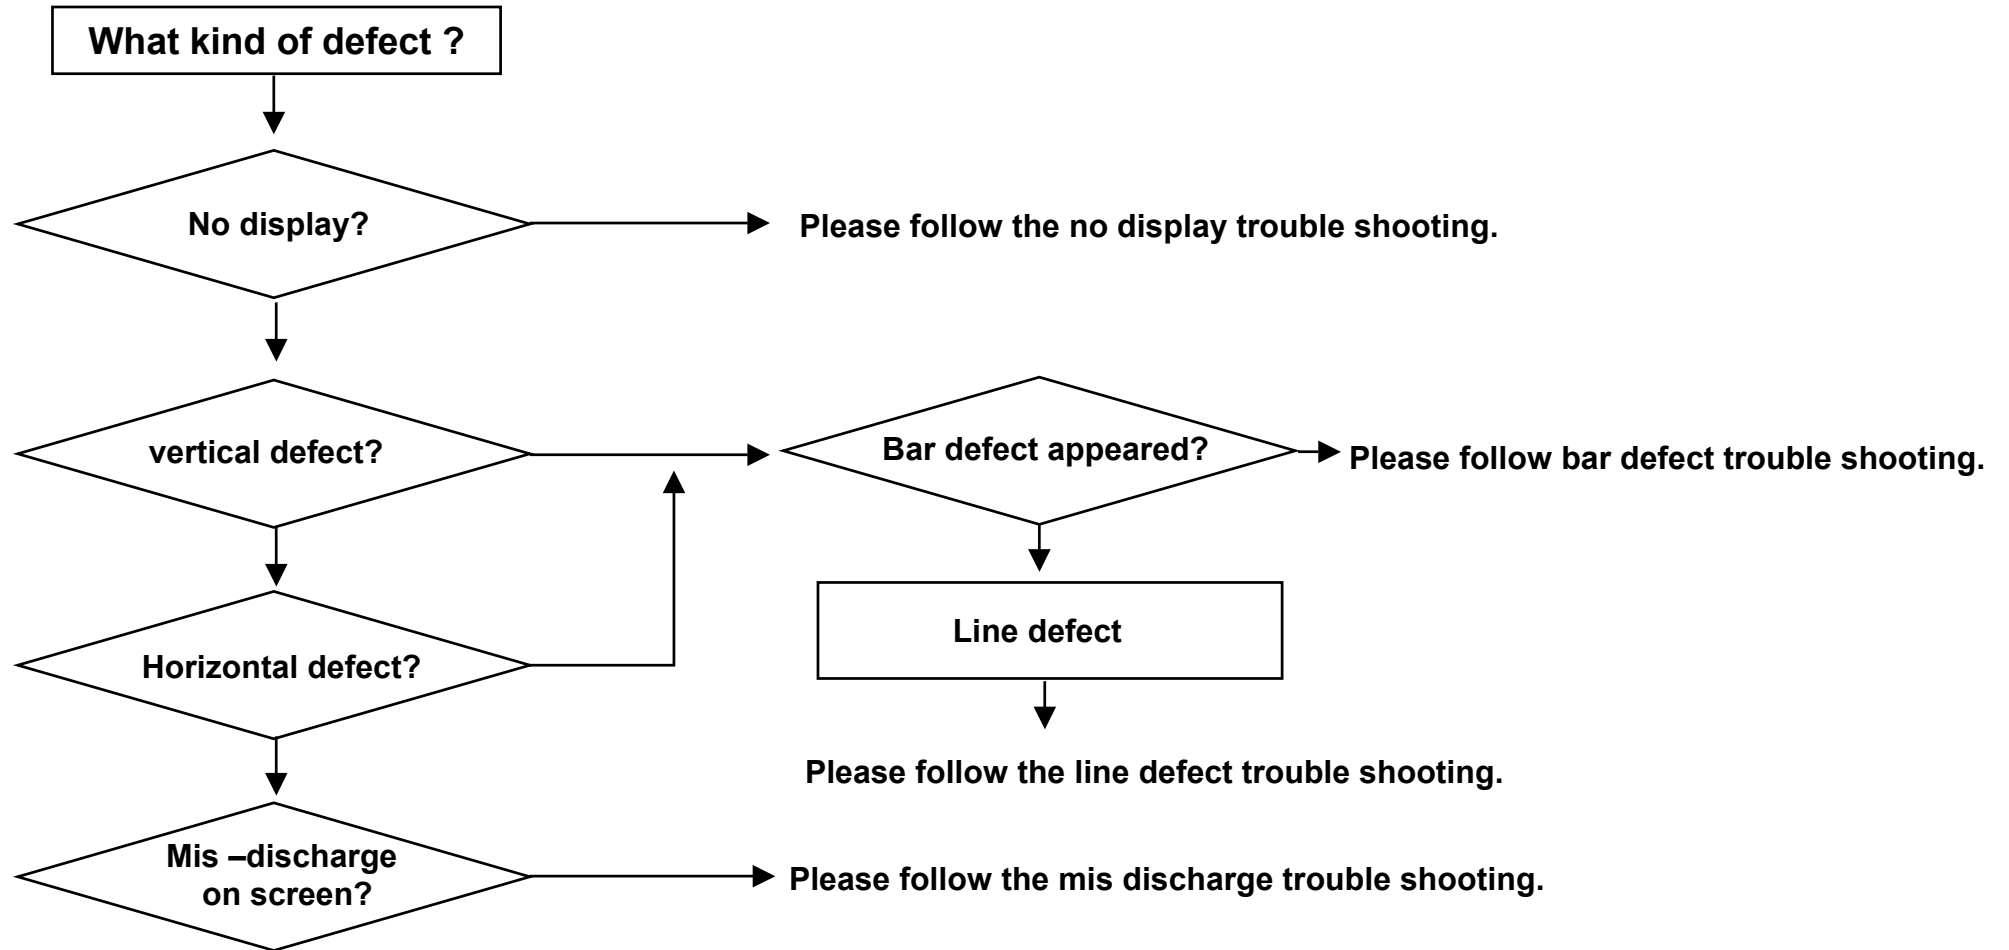 What kind of defect ?
No display?
Please follow the no display trouble shooting.
vertical defect?
Bar defect appeared?
Please follow bar defect trouble shooting.
Horizontal defect?
Line defect
Please follow the line defect trouble shooting.
Mis –discharge
on screen?
Please follow the mis discharge trouble shooting.